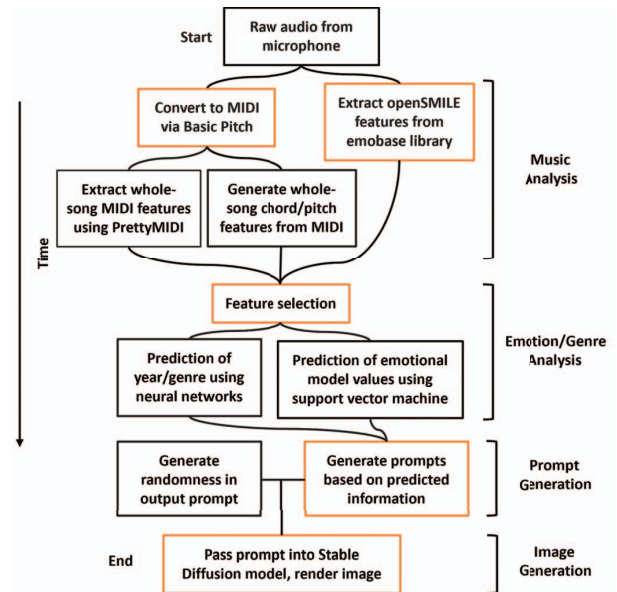 Start
Raw audio from
microphone
Convert to MIDI
via Basic Pitch
Extract openSMILE
features from
emobase library
Music
Analysis
Extract whole-
song MIDI features
using PrettyMIDI
Generate whole-
song chord/pitch
features from MIDI
Time
Feature selection
Emotion/Genre
Analysis
Prediction of
year/genre using
neural networks
Prediction of emotional
model values using
support vector machine
Generate
randomness in
output prompt
Generate prompts
based on predicted
information
Prompt
Generation
End
Pass prompt into Stable
Diffusion model, render image
Image
Generation